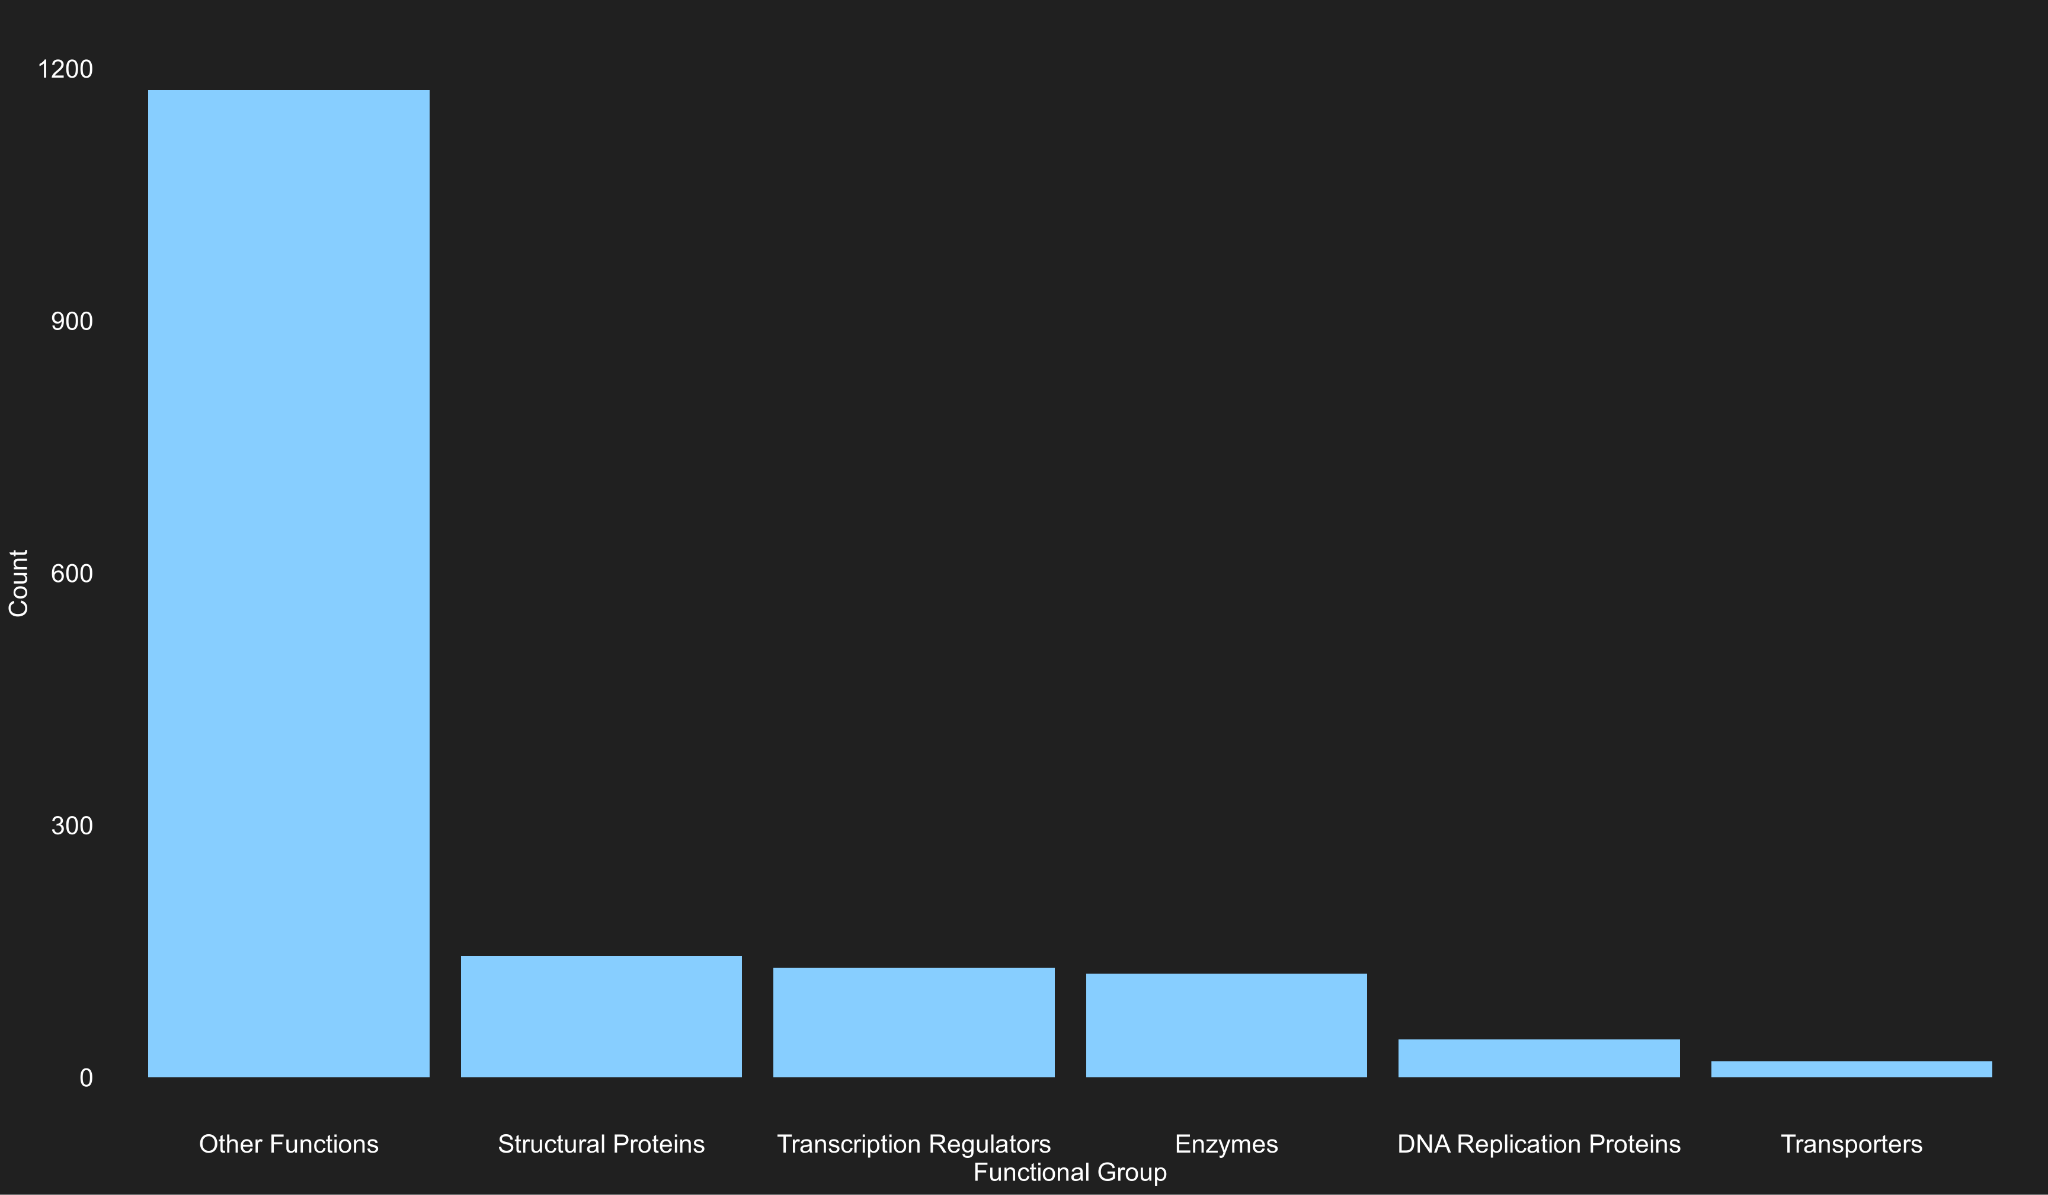 1200
900
600
300
0
Count
Other Functions
Structural Proteins
Transcription Regulators
Enzymes
DNA Replication Proteins
Transporters
Functional Group